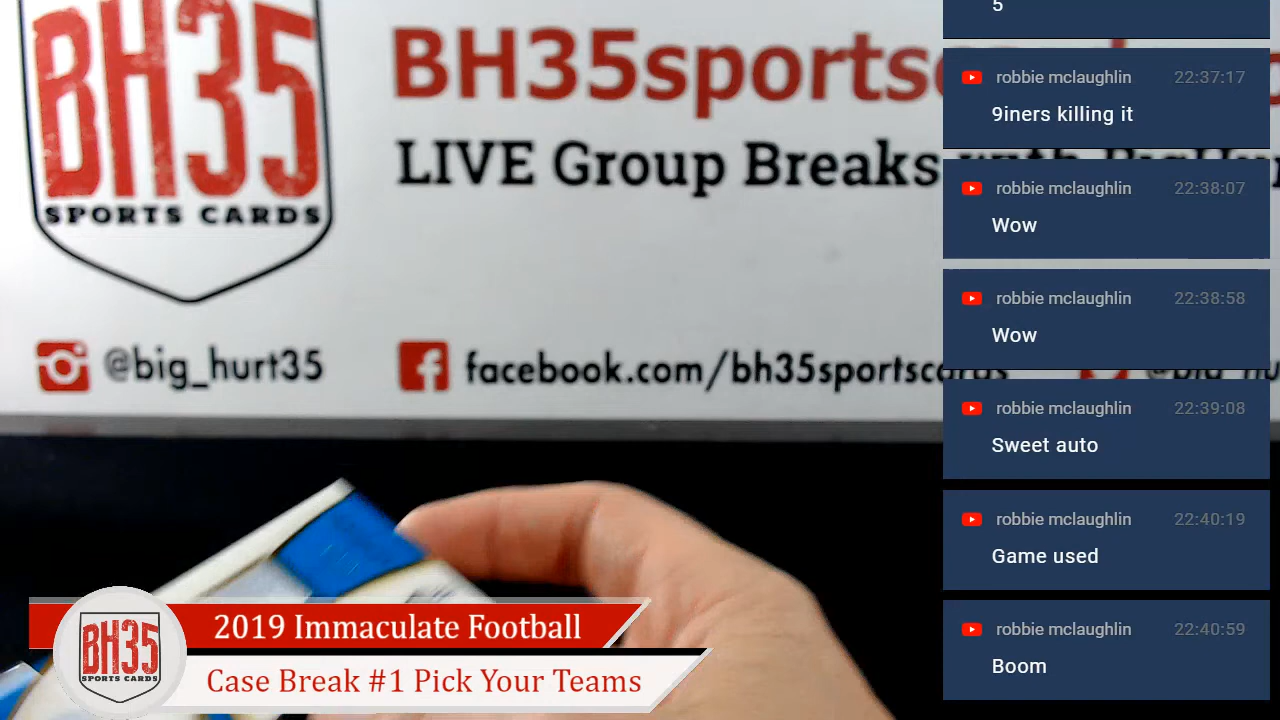 BH35
SPORTS CARDS
BH35sports
LIVE Group Breaks
@big_hurt35
facebook.com/bh35sportscards
5
robbie mclaughlin 22:37:17
9iners killing it
robbie mclaughlin 22:38:07
Wow
robbie mclaughlin 22:38:58
Wow
robbie mclaughlin 22:39:08
Sweet auto
robbie mclaughlin 22:40:19
Game used
robbie mclaughlin 22:40:59
Boom
BH35
SPORTS CARDS
2019 Immaculate Football
Case Break #1 Pick Your Teams